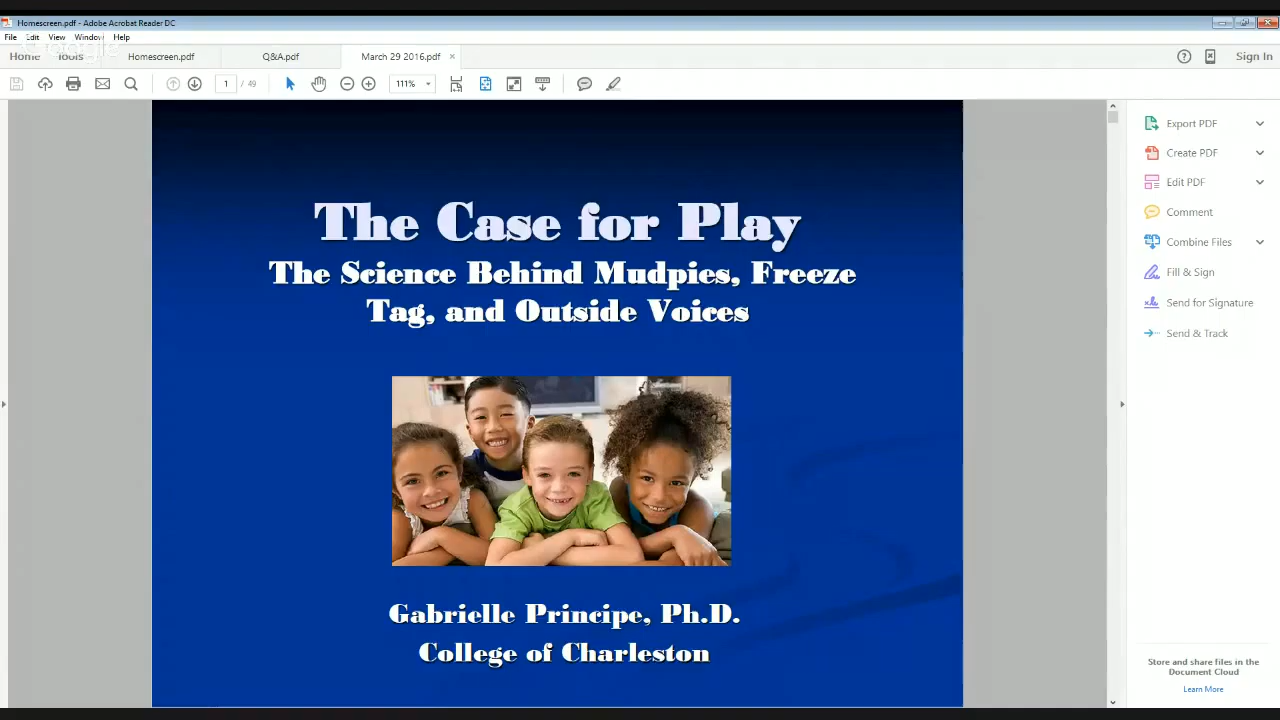 Homescreen.pdf - Adobe Acrobat Reader DC
File Edit View Window Help
Google
Home Tools Homescreen.pdf Q&A.pdf March 29 2016.pdf × Sign In
1 / 49 111%
Export PDF
Create PDF
Edit PDF
Comment
Combine Files
Fill & Sign
Send for Signature
Send & Track
The Case for Play
The Science Behind Mudpies, Freeze
Tag, and Outside Voices
Gabrielle Principe, Ph.D.
College of Charleston
Store and share files in the
Document Cloud
Learn More